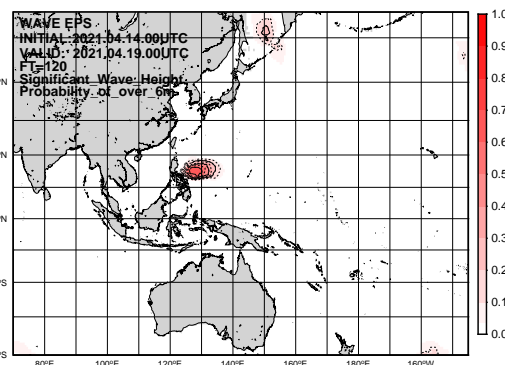 WAVE EPS
INITIAL:2021.04.14.00UTC
VALID: 2021.04.19.00UTC
FT=120
Significant Wave Height
Probability of over 6m
1.0
0.9
0.8
0.7
0.6
0.5
0.4
0.3
0.2
0.1
0.0
80°E 100°E 120°E 140°E 160°E 180°E 160°W